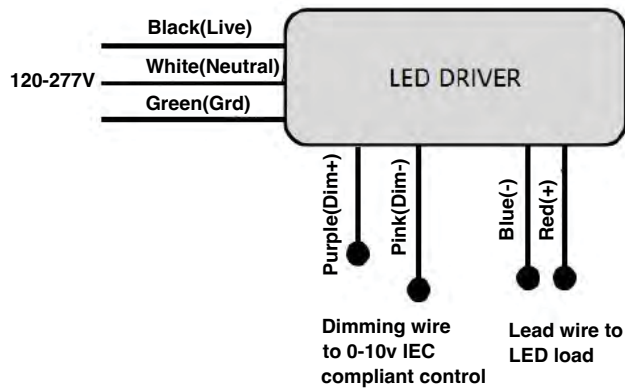 Black(Live)
120-277V
White(Neutral)
Green(Grd)
LED DRIVER
Purple(Dim+)
Pink(Dim-)
Blue(-)
Red(+)
Dimming wire
to 0-10v IEC
compliant control
Lead wire to
LED load